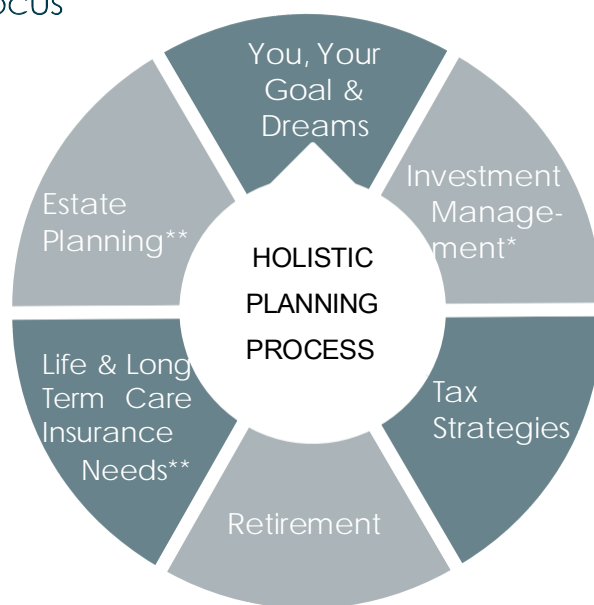 You, Your
Goal &
Dreams
Investment
Manage-
ment*
Estate
Planning**
HOLISTIC
PLANNING
PROCESS
Life & Long
Term Care
Insurance
Needs**
Tax
Strategies
Retirement